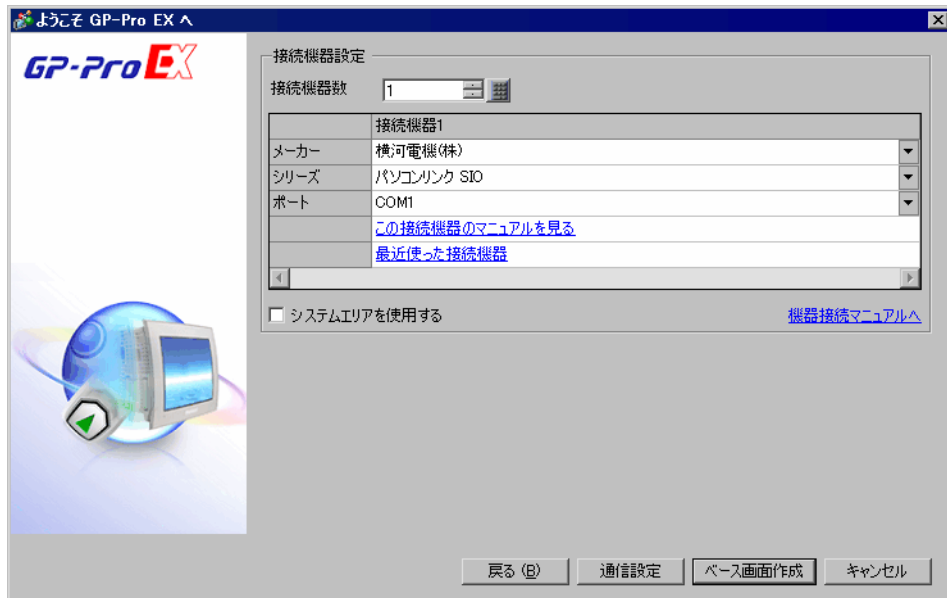 ようこそ GP-Pro EX へ
GP-Pro EX
接続機器設定
接続機器数 1
接続機器1
メーカー 横河電機(株)
シリーズ パソコンリンク SIO
ポート COM1
この接続機器のマニュアルを見る
最近使った接続機器
システムエリアを使用する 機器接続マニュアルへ
戻る (B) 通信設定 ベース画面作成 キャンセル